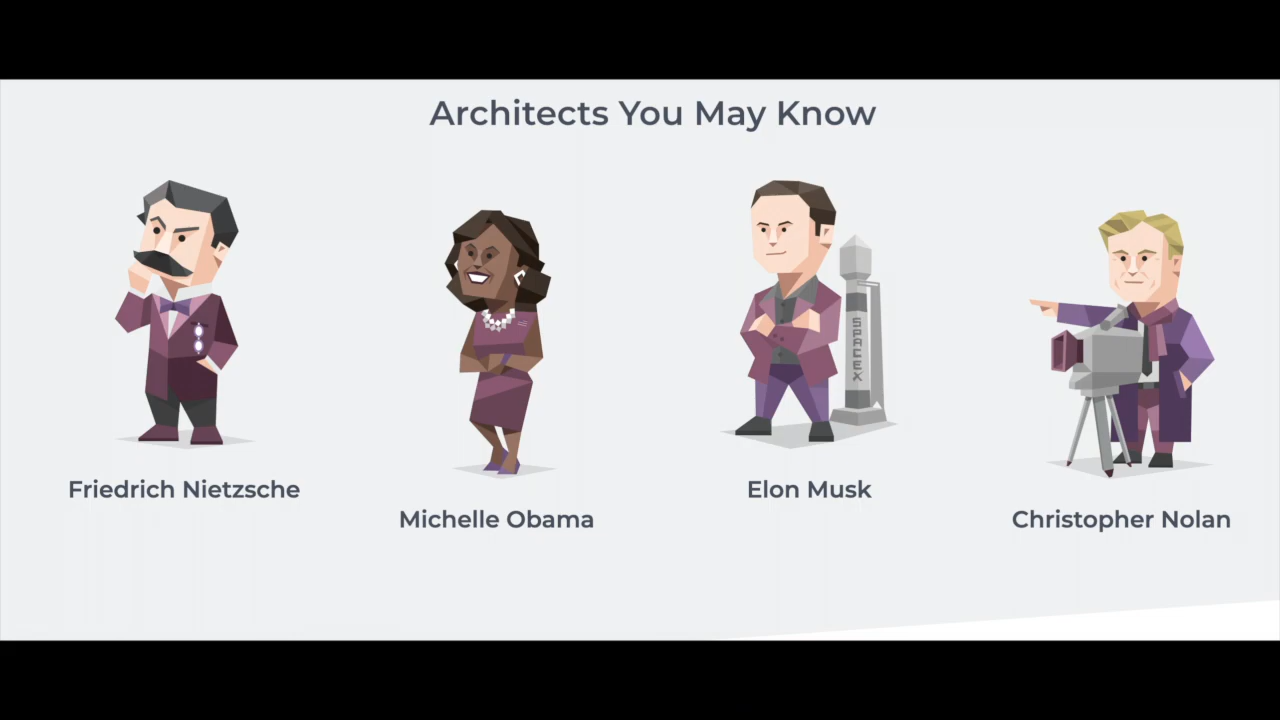 Architects You May Know
SPACEX
Friedrich Nietzsche
Michelle Obama
Elon Musk
Christopher Nolan